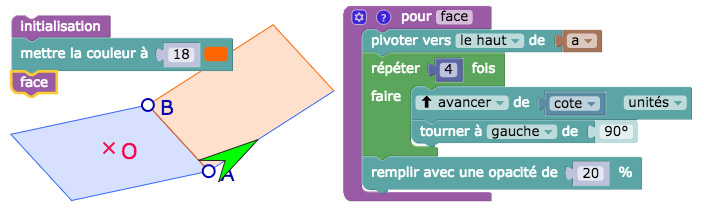 initialisation
mettre la couleur à 18
face
B
O
A
? pour face
pivoter vers le haut de a
répéter 4 fois
faire
avancer de cote unités
tourner à gauche de 90°
remplir avec une opacité de 20 %